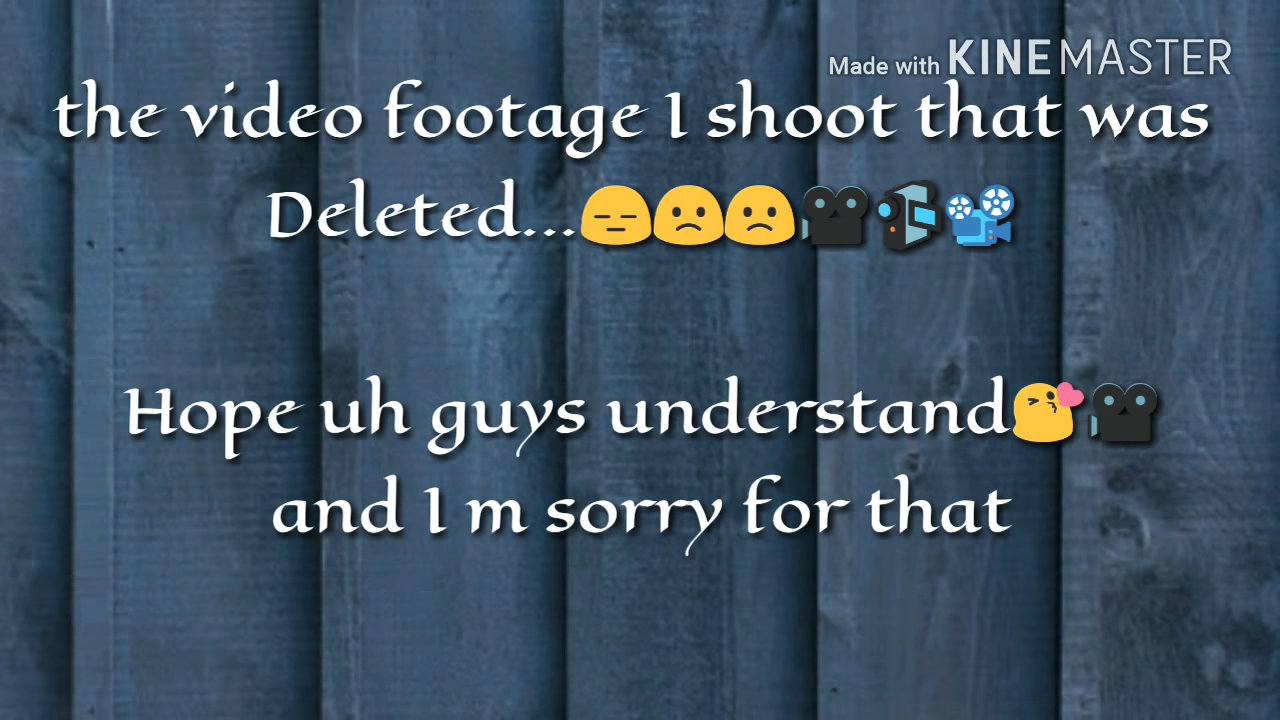 Made with KINEMASTER
the video footage I shoot that was
Deleted...😑🙁🙁🎥📹📽
Hope uh guys understand😘🎥
and I m sorry for that